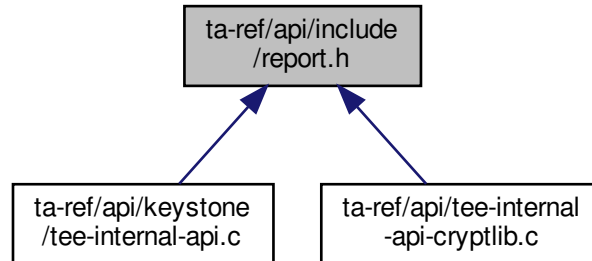 ta-ref/api/include
/report.h
ta-ref/api/keystone
/tee-internal-api.c
ta-ref/api/tee-internal
-api-cryptlib.c